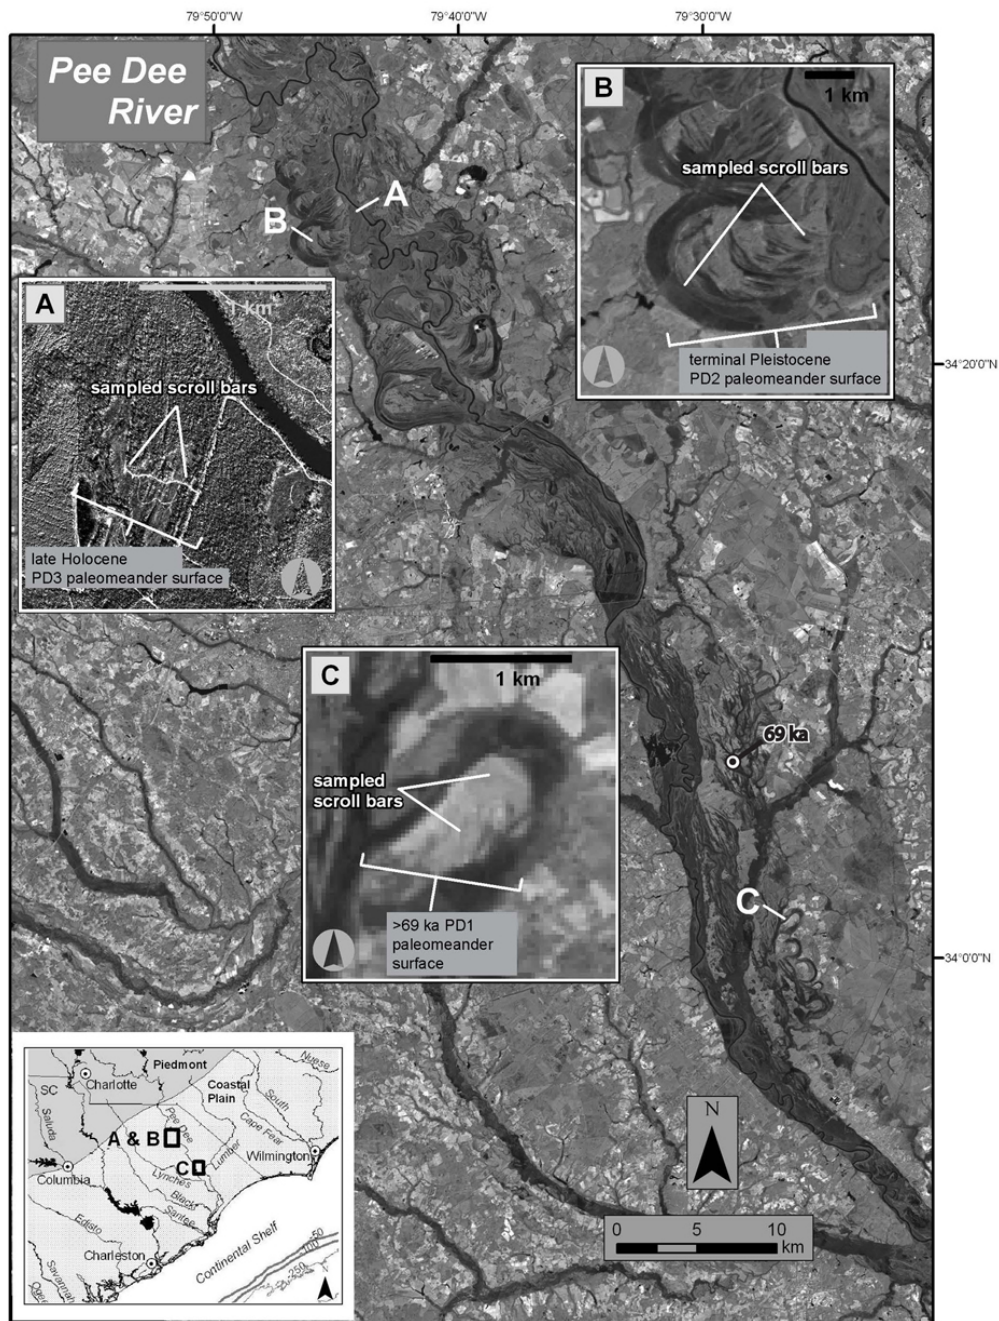 79°50'0"W
79°40'0"W
79°30'0"W
Pee Dee
River
B
1 km
sampled scroll bars
terminal Pleistocene
PD2 paleomeander surface
A
B
A
1 km
sampled scroll bars
late Holocene
PD3 paleomeander surface
34°20'0"N
C
1 km
sampled
scroll bars
>69 ka PD1
paleomeander
surface
69 ka
C
34°0'0"N
N
0 5 10
km
Piedmont
Neuse
Charlotte
SC
Coastal
Plain
South
Saluda
Pee Dee
Cape Fear
A & B
Lumber
Wilmington
C
Columbia
Lynches
Black
Santee
Edisto
Charleston
Continental Shelf
50
100
250
Savannah